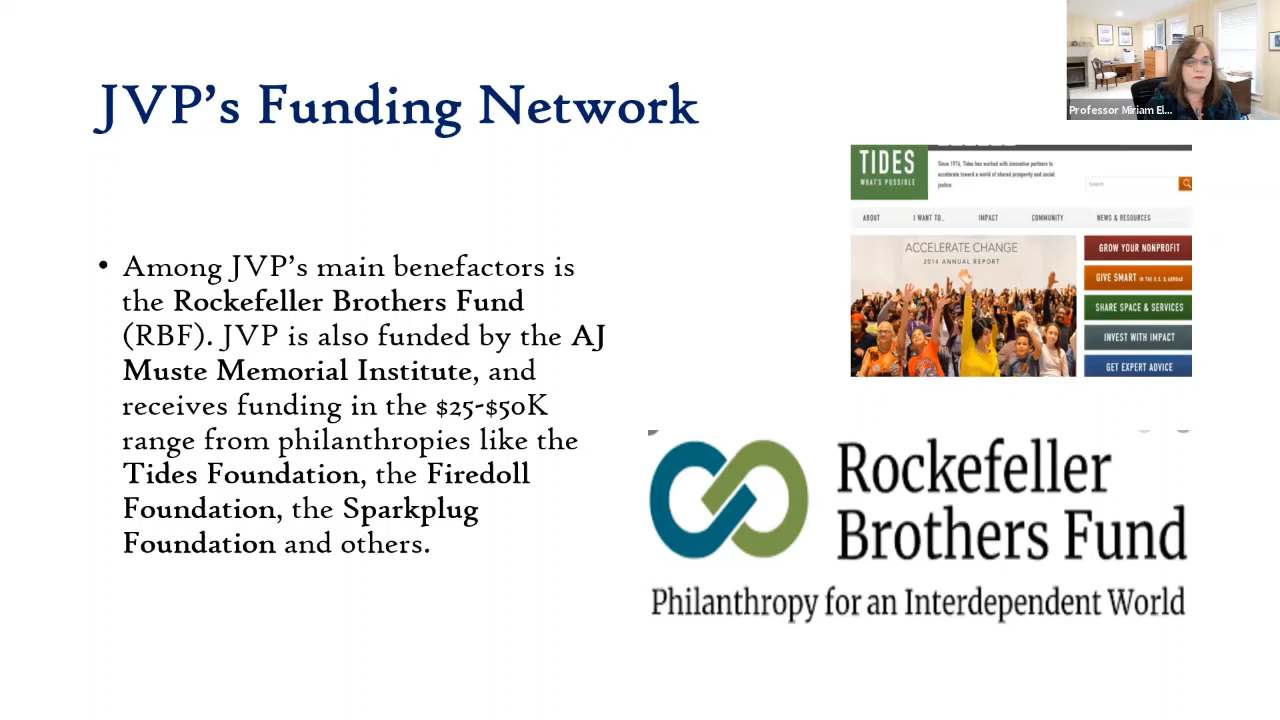 JVP's Funding Network
Professor Miriam El...
• Among JVP's main benefactors is
the Rockefeller Brothers Fund
(RBF). JVP is also funded by the AJ
Muste Memorial Institute, and
receives funding in the $25-$50K
range from philanthropies like the
Tides Foundation, the Firedoll
Foundation, the Sparkplug
Foundation and others.
TIDES
WHAT'S POSSIBLE
Since 1976, Tides has worked with innovative partners to
accelerate toward a world of shared prosperity and social
justice.
Search
ABOUT
I WANT TO...
IMPACT
COMMUNITY
NEWS & RESOURCES
ACCELERATE CHANGE
2014 ANNUAL REPORT
GROW YOUR NONPROFIT
GIVE SMART IN THE U.S. & ABROAD
SHARE SPACE & SERVICES
INVEST WITH IMPACT
GET EXPERT ADVICE
Rockefeller
Brothers Fund
Philanthropy for an Interdependent World